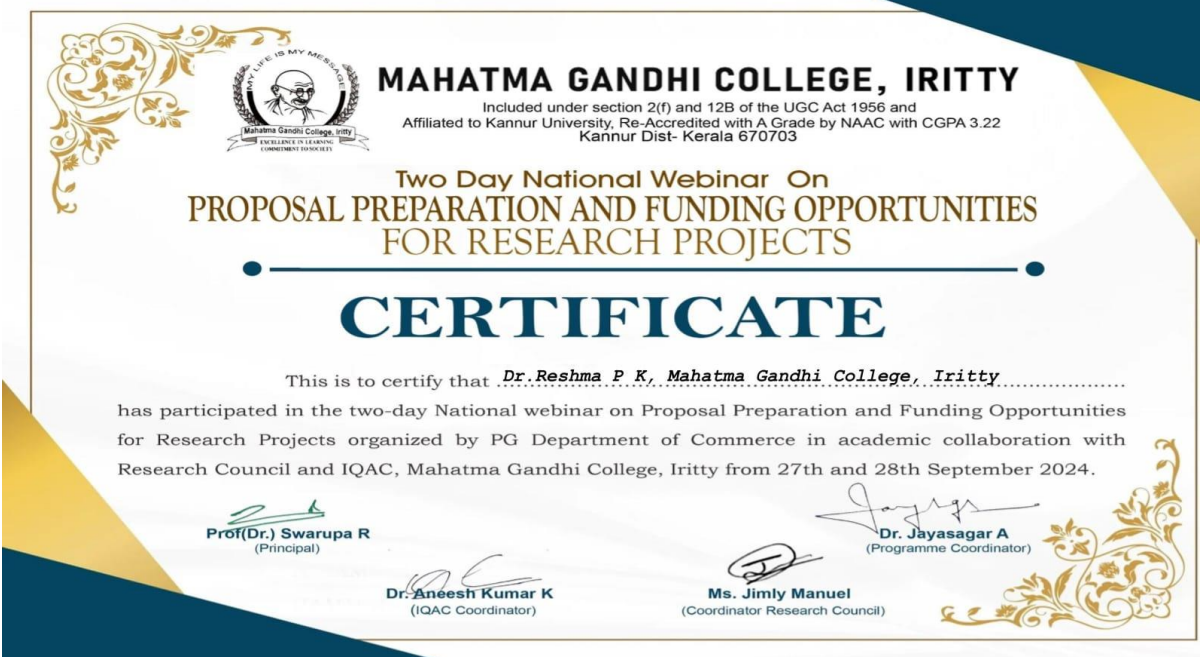 MY LIFE IS MY MESSAGE
Mahatma Gandhi College, Iritty
EXCELLENCE IN LEARNING
COMMITMENT TO SOCIETY
MAHATMA GANDHI COLLEGE, IRITTY
Included under section 2(f) and 12B of the UGC Act 1956 and
Affiliated to Kannur University, Re-Accredited with A Grade by NAAC with CGPA 3.22
Kannur Dist- Kerala 670703
Two Day National Webinar On
PROPOSAL PREPARATION AND FUNDING OPPORTUNITIES
FOR RESEARCH PROJECTS
CERTIFICATE
This is to certify that Dr.Reshma P K, Mahatma Gandhi College, Iritty
has participated in the two-day National webinar on Proposal Preparation and Funding Opportunities
for Research Projects organized by PG Department of Commerce in academic collaboration with
Research Council and IQAC, Mahatma Gandhi College, Iritty from 27th and 28th September 2024.
Prof(Dr.) Swarupa R
(Principal)
Dr. Jayasagar A
(Programme Coordinator)
Dr. Aneesh Kumar K
(IQAC Coordinator)
Ms. Jimly Manuel
(Coordinator Research Council)